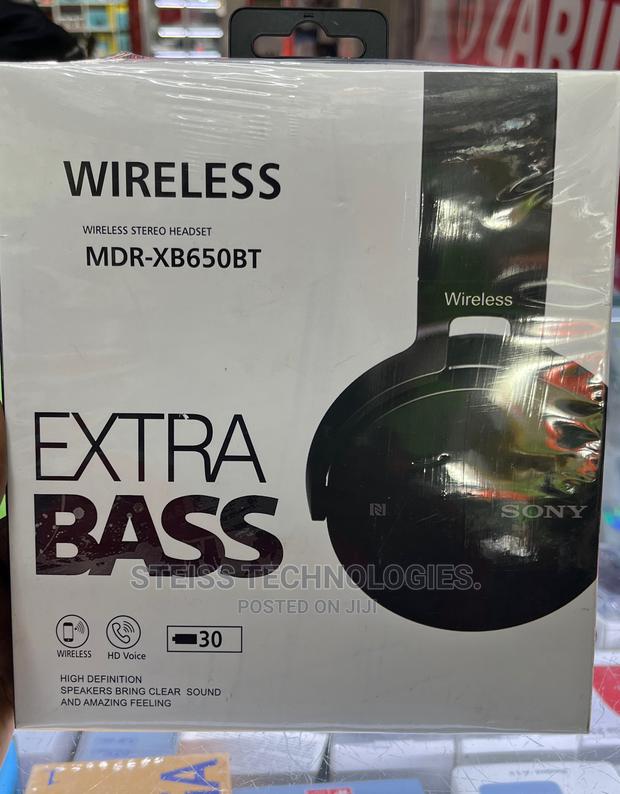 ZARI
WIRELESS
WIRELESS STEREO HEADSET
MDR-XB650BT
Wireless
EXTRA
BASS
N
SONY
STEISS TECHNOLOGIES.
POSTED ON JIJI
30
WIRELESS
HD Voice
HIGH DEFINITION
SPEAKERS BRING CLEAR SOUND
AND AMAZING FEELING